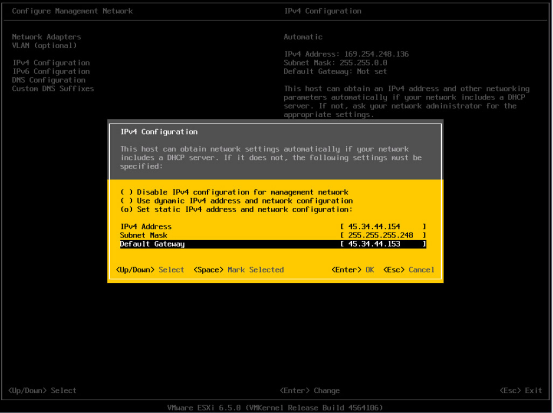 Configure Management Network
IPv4 Configuration
Network Adapters
VLAN (optional)
IPv4 Configuration
IPv6 Configuration
DNS Configuration
Custom DNS Suffixes
Automatic
IPv4 Address: 169.254.248.136
Subnet Mask: 255.255.0.0
Default Gateway: Not set
This host can obtain an IPv4 address and other networking
parameters automatically if your network includes a DHCP
server. If not, ask your network administrator for the
appropriate settings.
IPv4 Configuration
This host can obtain network settings automatically if your network
includes a DHCP server. If it does not, the following settings must be
specified:
( ) Disable IPv4 configuration for management network
( ) Use dynamic IPv4 address and network configuration
(o) Set static IPv4 address and network configuration:
IPv4 Address [ 45.34.44.154 ]
Subnet Mask [ 255.255.255.248 ]
Default Gateway [ 45.34.44.153 ]
<Up/Down> Select <Space> Mark Selected <Enter> OK <Esc> Cancel
<Up/Down> Select <Enter> Change <Esc> Exit
VMware ESXi 6.5.0 (VMKernel Release Build 4564106)